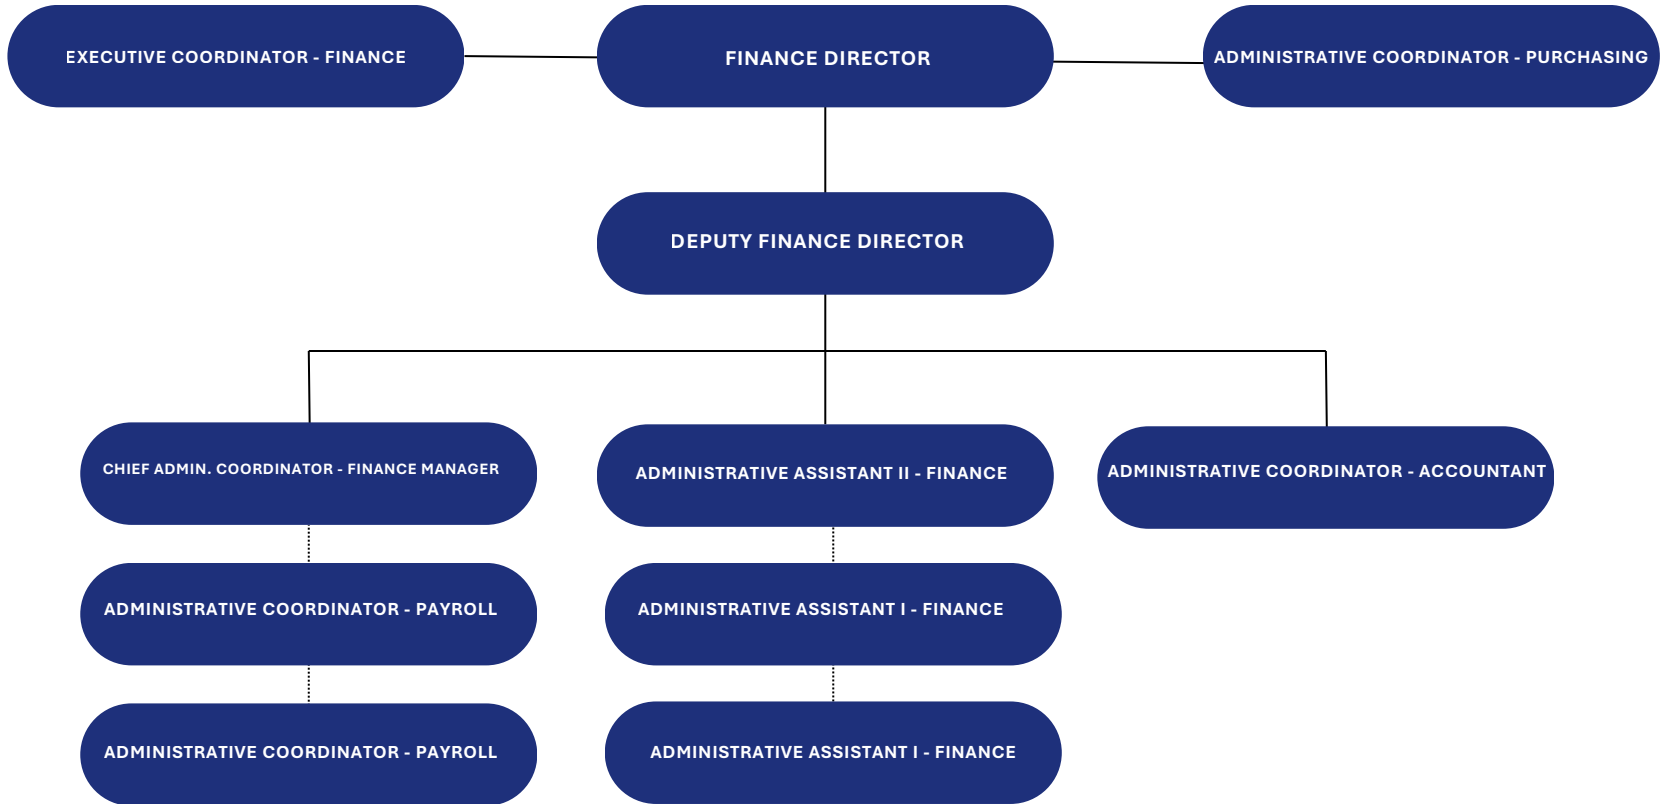 EXECUTIVE COORDINATOR - FINANCE
FINANCE DIRECTOR
ADMINISTRATIVE COORDINATOR - PURCHASING
DEPUTY FINANCE DIRECTOR
CHIEF ADMIN. COORDINATOR - FINANCE MANAGER
ADMINISTRATIVE ASSISTANT II - FINANCE
ADMINISTRATIVE COORDINATOR - ACCOUNTANT
ADMINISTRATIVE COORDINATOR - PAYROLL
ADMINISTRATIVE ASSISTANT I - FINANCE
ADMINISTRATIVE COORDINATOR - PAYROLL
ADMINISTRATIVE ASSISTANT I - FINANCE